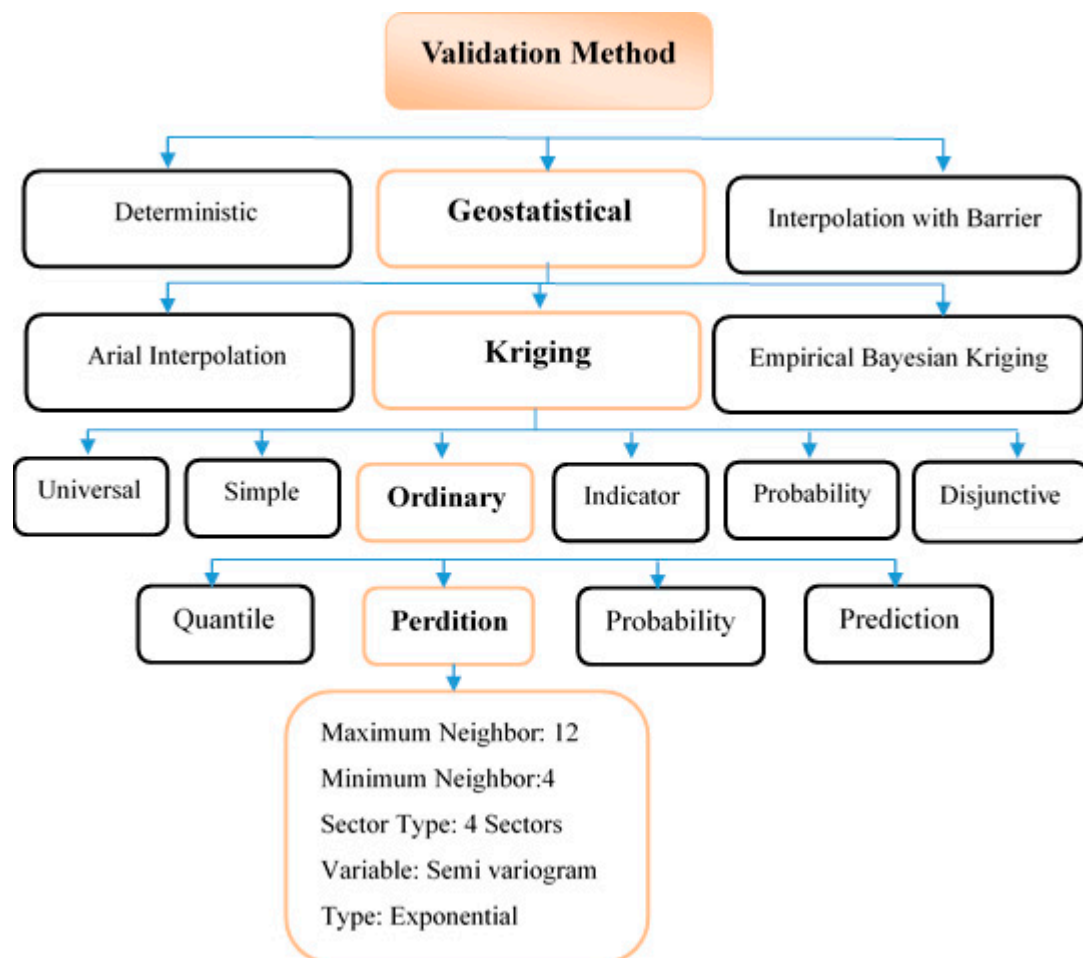 Validation Method
Deterministic
Geostatistical
Interpolation with Barrier
Arial Interpolation
Kriging
Empirical Bayesian Kriging
Universal
Simple
Ordinary
Indicator
Probability
Disjunctive
Quantile
Perdition
Probability
Prediction
Maximum Neighbor: 12
Minimum Neighbor:4
Sector Type: 4 Sectors
Variable: Semi variogram
Type: Exponential